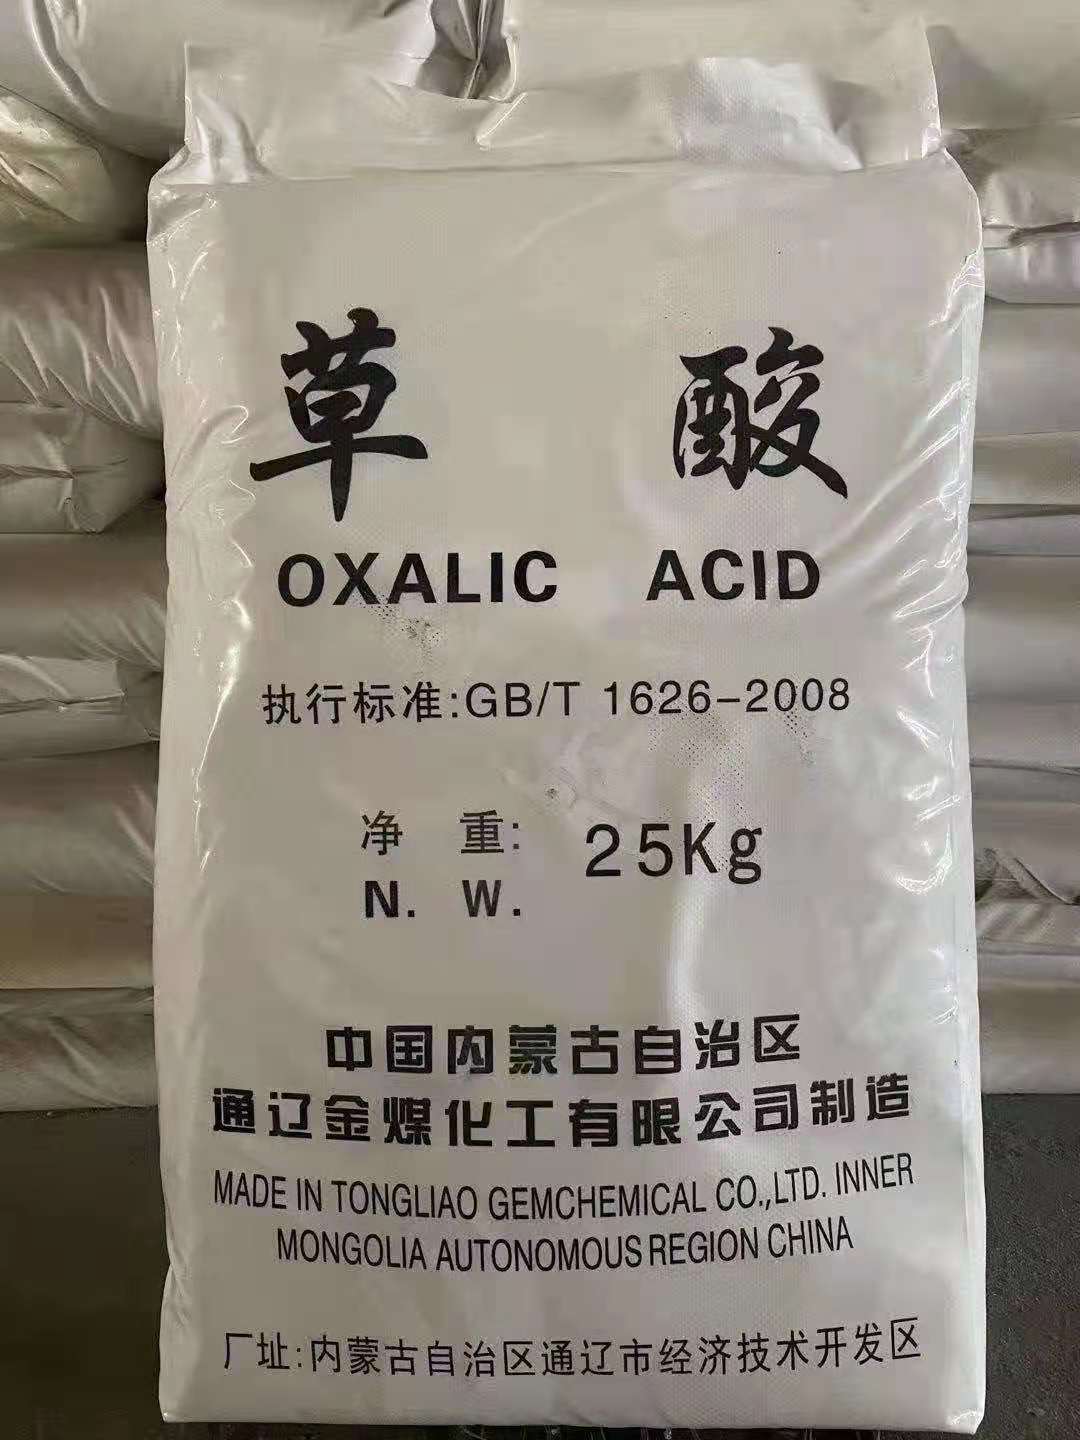 草 酸
OXALIC ACID
执行标准:GB/T 1626-2008
净 重: 25Kg
N. W.
中国内蒙古自治区
通辽金煤化工有限公司制造
MADE IN TONGLIAO GEMCHEMICAL CO.,LTD. INNER
MONGOLIA AUTONOMOUS REGION CHINA
厂址:内蒙古自治区通辽市经济技术开发区